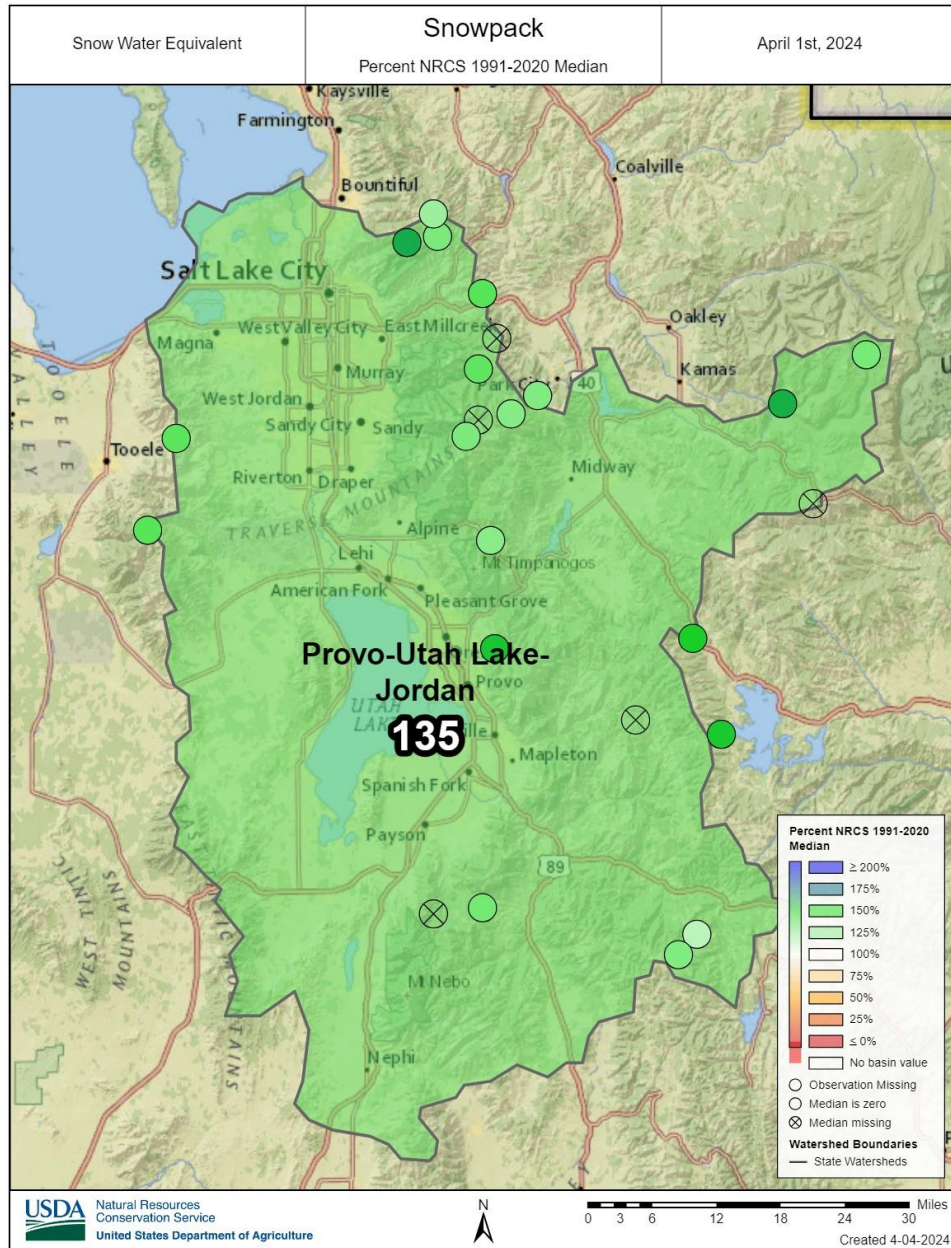 Snow Water Equivalent
Snowpack
Percent NRCS 1991-2020 Median
April 1st, 2024
Kaysville
Farmington
Bountiful
Coalville
Salt Lake City
Oakley
Magna
West Valley City
East Millcreek
Murray
Park City
40
Kamas
West Jordan
Sandy City
Sandy
VALLEY
TOOELE
Tooele
Riverton
Draper
Midway
TRAVERSE MOUNTAINS
Alpine
Lehi
Mt Timpanogos
American Fork
Pleasant Grove
Provo-Utah Lake-
Jordan
Provo
UTAH
135
ville
Mapleton
Spanish Fork
Payson
89
EAST TINTIC MOUNTAINS
WEST TINTIC
MOUNTAINS
Mt Nebo
Nephi
Percent NRCS 1991-2020
Median
≥ 200%
175%
150%
125%
100%
75%
50%
25%
≤ 0%
No basin value
Observation Missing
Median is zero
Median missing
Watershed Boundaries
State Watersheds
USDA
Natural Resources
Conservation Service
United States Department of Agriculture
N
Miles
0 3 6 12 18 24 30
Created 4-04-2024